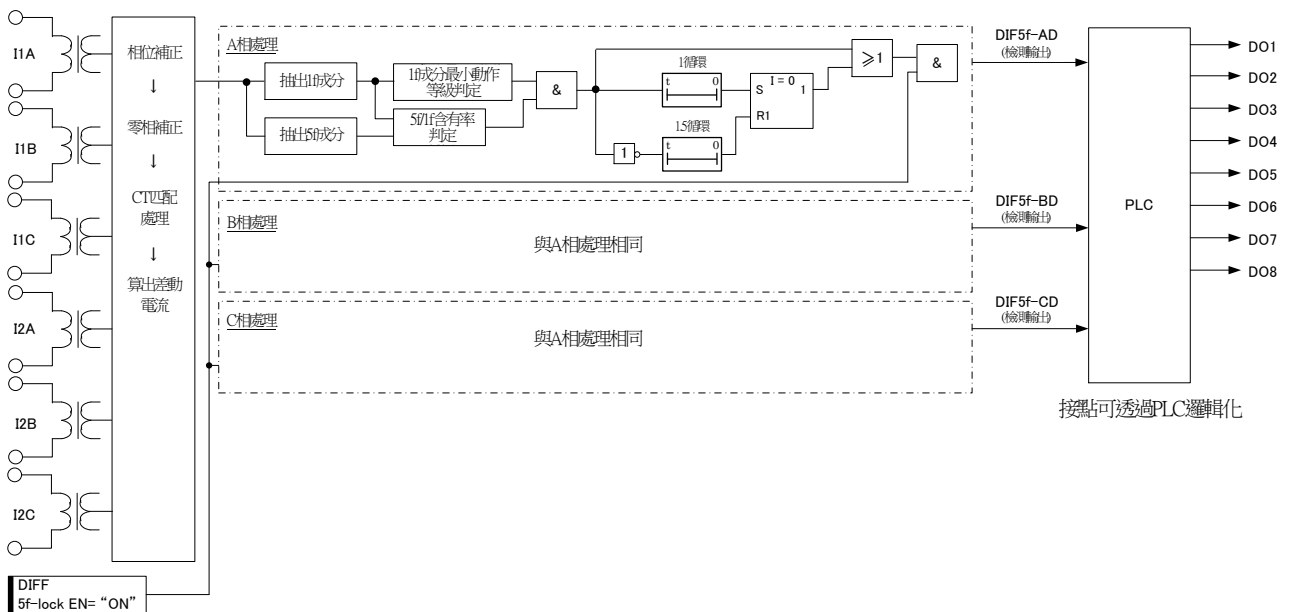 I1A
I1B
I1C
I2A
I2B
I2C
相位補正
↓
零相補正
↓
CT匹配
處理
↓
算出差動
電流
DIFF
5f-lock EN= “ON”
A相處理
抽出1f成分
抽出5f成分
1f成分最小動作
等級判定
5f/1f含有率
判定
&
1循環
t 0
1.5循環
t 0
1
I = 0
S 1
R1
≥1
&
B相處理
與A相處理相同
C相處理
與A相處理相同
DIF5f-AD
(檢測輸出)
DIF5f-BD
(檢測輸出)
DIF5f-CD
(檢測輸出)
PLC
DO1
DO2
DO3
DO4
DO5
DO6
DO7
DO8
接點可透過PLC邏輯化